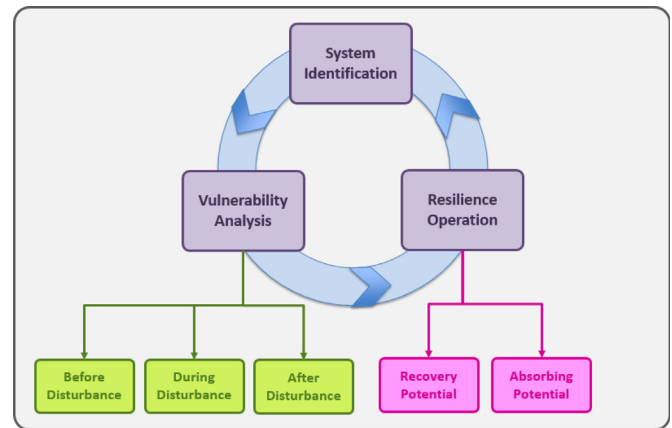 System
Identification
Vulnerability
Analysis
Resilience
Operation
Before
Disturbance
During
Disturbance
After
Disturbance
Recovery
Potential
Absorbing
Potential